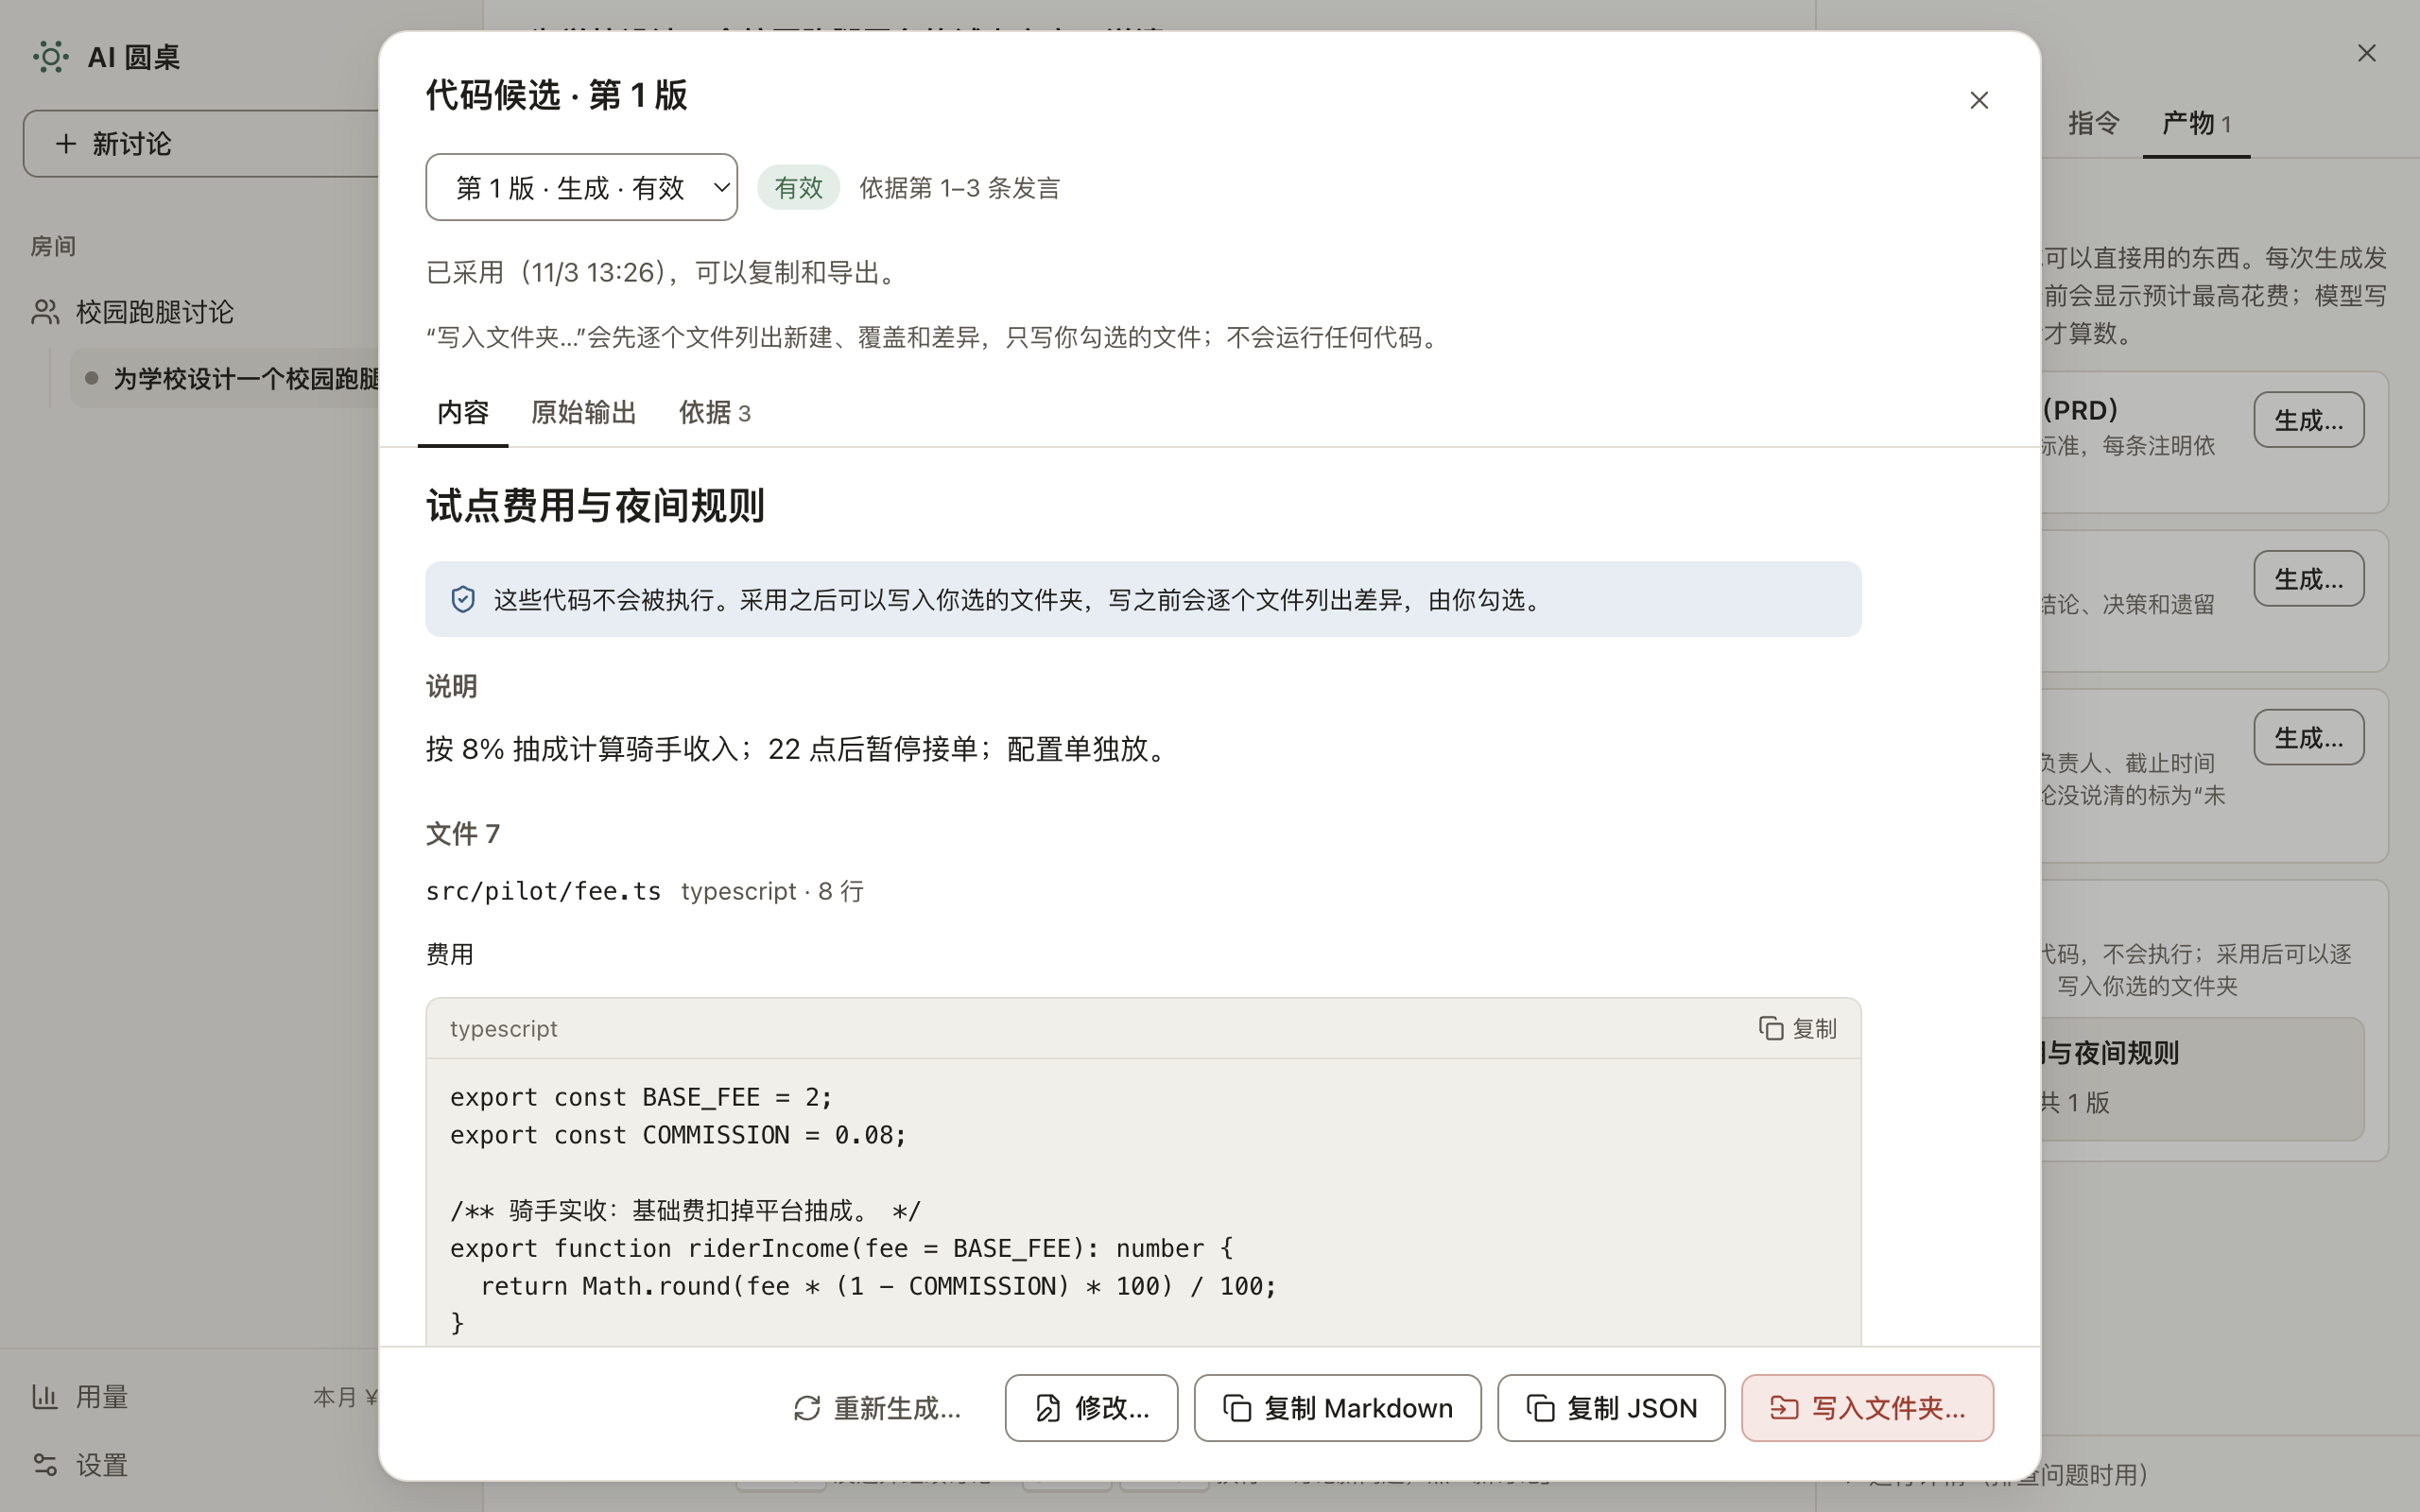 AI 圆桌
新讨论
房间
校园跑腿讨论
为学校设计一个校园跑腿
用量
本月 ¥
设置
代码候选 · 第 1 版
第 1 版 · 生成 · 有效
有效
依据第 1–3 条发言
已采用（11/3 13:26），可以复制和导出。
“写入文件夹…”会先逐个文件列出新建、覆盖和差异，只写你勾选的文件；不会运行任何代码。
内容
原始输出
依据 3
试点费用与夜间规则
这些代码不会被执行。采用之后可以写入你选的文件夹，写之前会逐个文件列出差异，由你勾选。
说明
按 8% 抽成计算骑手收入；22 点后暂停接单；配置单独放。
文件 7
src/pilot/fee.ts typescript · 8 行
费用
typescript
复制
export const BASE_FEE = 2;
export const COMMISSION = 0.08;
/** 骑手实收：基础费扣掉平台抽成。 */
export function riderIncome(fee = BASE_FEE): number {
  return Math.round(fee * (1 - COMMISSION) * 100) / 100;
}
重新生成…
修改…
复制 Markdown
复制 JSON
写入文件夹…
指令
产物 1
可以直接用的东西。每次生成发
前会显示预计最高花费；模型写
才算数。
（PRD）
生成…
标准，每条注明依
生成…
结论、决策和遗留
生成…
负责人、截止时间
论没说清的标为“未
代码，不会执行；采用后可以逐
写入你选的文件夹
与夜间规则
共 1 版
问题时用）